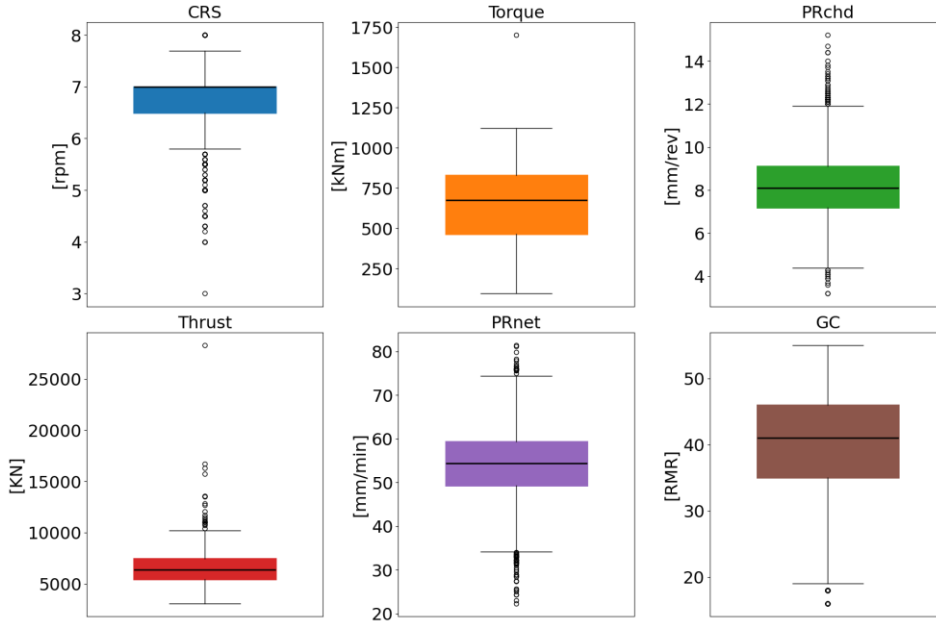 CRS
8
7
6
5
4
3
[rpm]
Torque
1750
1500
1250
1000
750
500
250
[kNm]
PRchd
14
12
10
8
6
4
[mm/rev]
Thrust
25000
20000
15000
10000
5000
[KN]
PRnet
80
70
60
50
40
30
20
[mm/min]
GC
50
40
30
20
[RMR]